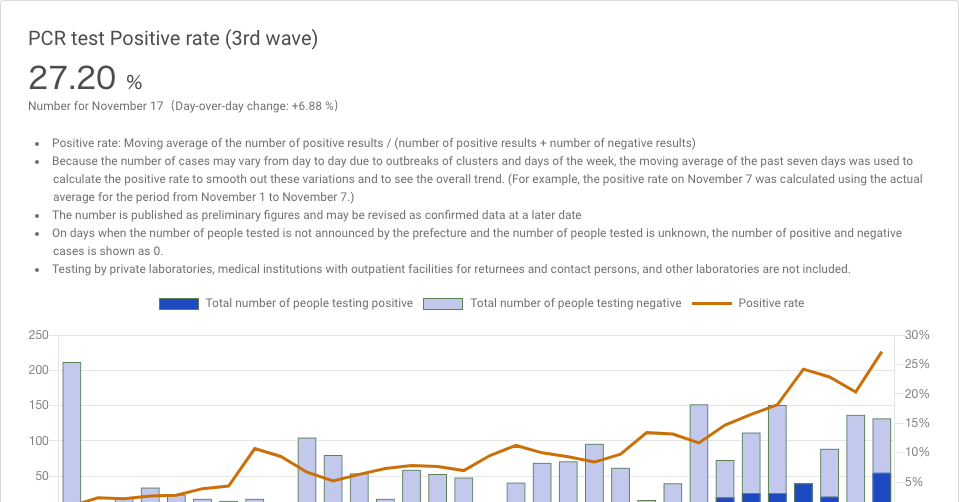 PCR test Positive rate (3rd wave)
27.20 %
Number for November 17 (Day-over-day change: +6.88 %)
• Positive rate: Moving average of the number of positive results / (number of positive results + number of negative results)
• Because the number of cases may vary from day to day due to outbreaks of clusters and days of the week, the moving average of the past seven days was used to
calculate the positive rate to smooth out these variations and to see the overall trend. (For example, the positive rate on November 7 was calculated using the actual
average for the period from November 1 to November 7.)
• The number is published as preliminary figures and may be revised as confirmed data at a later date
• On days when the number of people tested is not announced by the prefecture and the number of people tested is unknown, the number of positive and negative
cases is shown as 0.
• Testing by private laboratories, medical institutions with outpatient facilities for returnees and contact persons, and other laboratories are not included.
Total number of people testing positive Total number of people testing negative Positive rate
250 30%
200 25%
20%
150 15%
100 10%
50 5%